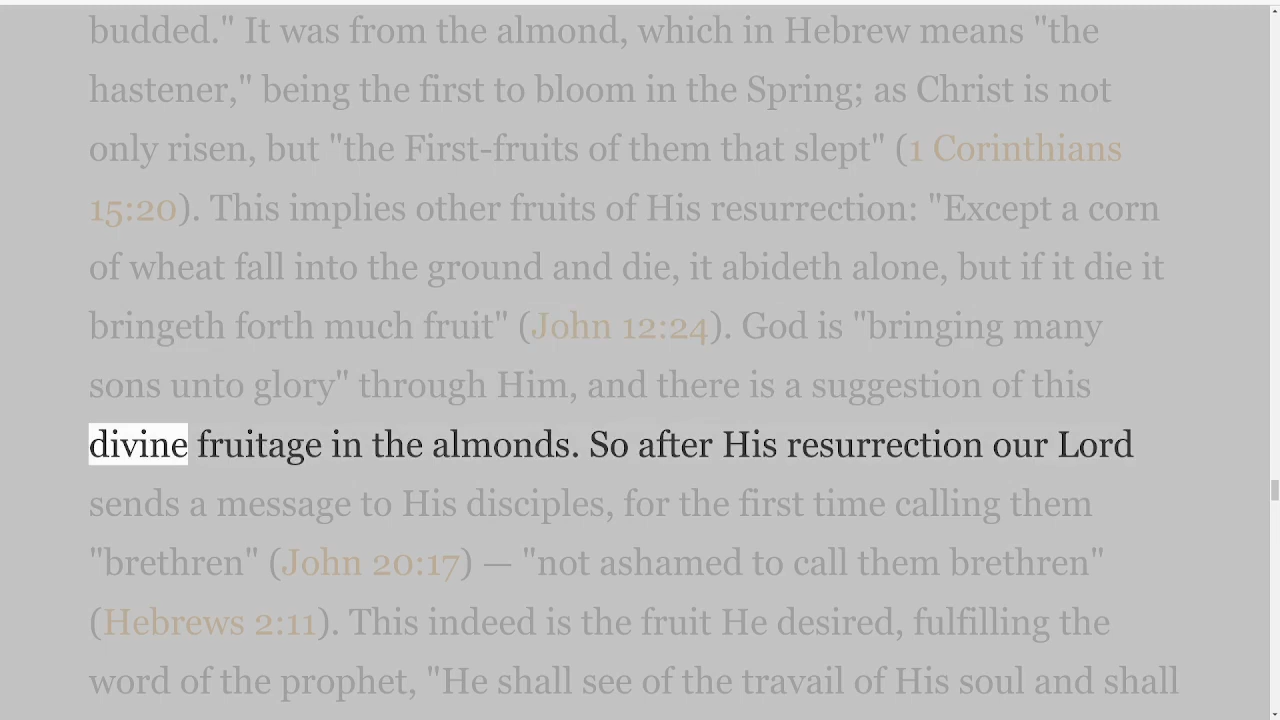 budded." It was from the almond, which in Hebrew means "the
hastener," being the first to bloom in the Spring; as Christ is not
only risen, but "the First-fruits of them that slept" (1 Corinthians
15:20). This implies other fruits of His resurrection: "Except a corn
of wheat fall into the ground and die, it abideth alone, but if it die it
bringeth forth much fruit" (John 12:24). God is "bringing many
sons unto glory" through Him, and there is a suggestion of this
divine fruitage in the almonds. So after His resurrection our Lord
sends a message to His disciples, for the first time calling them
"brethren" (John 20:17) — "not ashamed to call them brethren"
(Hebrews 2:11). This indeed is the fruit He desired, fulfilling the
word of the prophet, "He shall see of the travail of His soul and shall